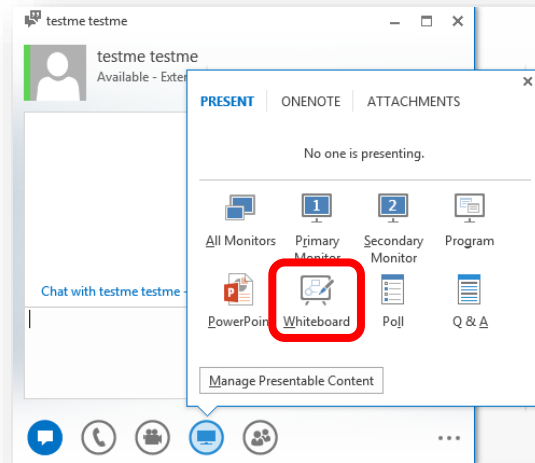 testme testme
testme testme
Available - Exter
PRESENT ONENOTE ATTACHMENTS
No one is presenting.
1 2
All Monitors Primary Monitor Secondary Monitor Program
P PowerPoin Whiteboard Poll Q & A
Chat with testme testme -
Manage Presentable Content